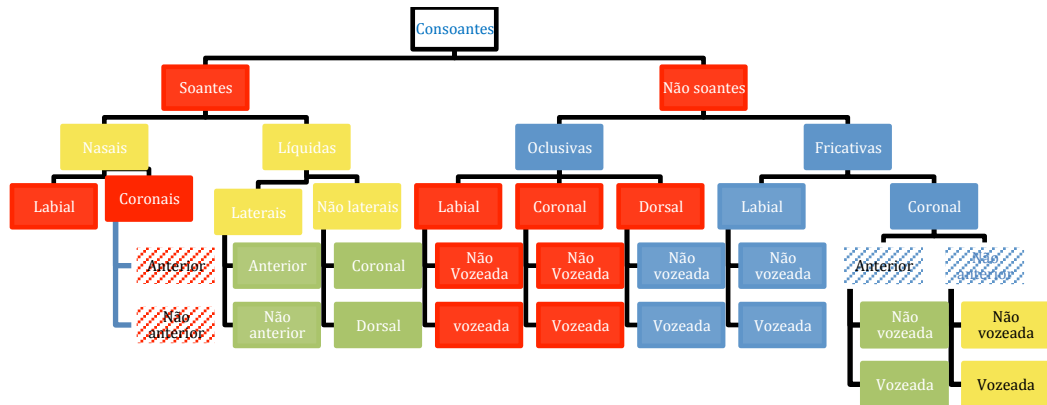 Consoantes
Soantes
Não soantes
Nasais
Líquidas
Oclusivas
Fricativas
Labial
Coronais
Laterais
Não laterais
Labial
Coronal
Dorsal
Labial
Coronal
Anterior
Anterior
Coronal
Não
Vozeada
Não
Vozeada
Não
vozeada
Não
vozeada
Anterior
Não
anterior
Não
anterior
Não
anterior
Dorsal
vozeada
Vozeada
Vozeada
Vozeada
Não
vozeada
Não
vozeada
Vozeada
Vozeada